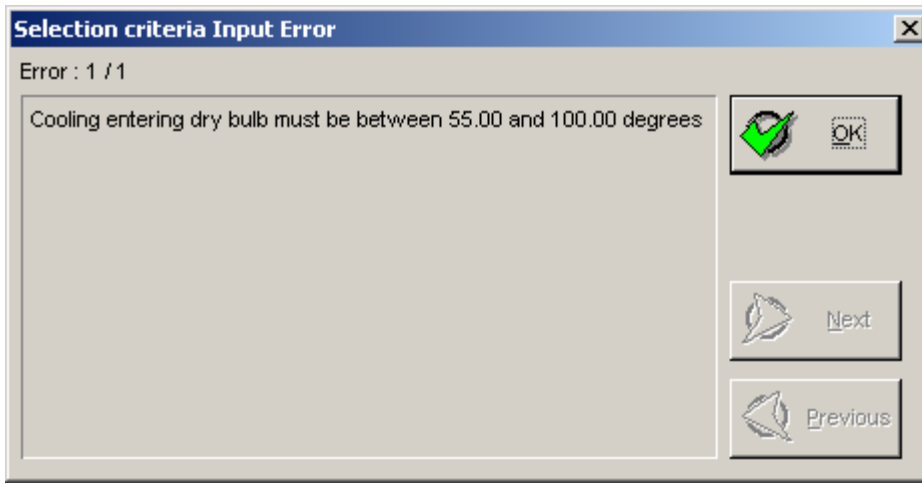 Selection criteria Input Error
Error : 1 / 1
Cooling entering dry bulb must be between 55.00 and 100.00 degrees
OK
Next
Previous